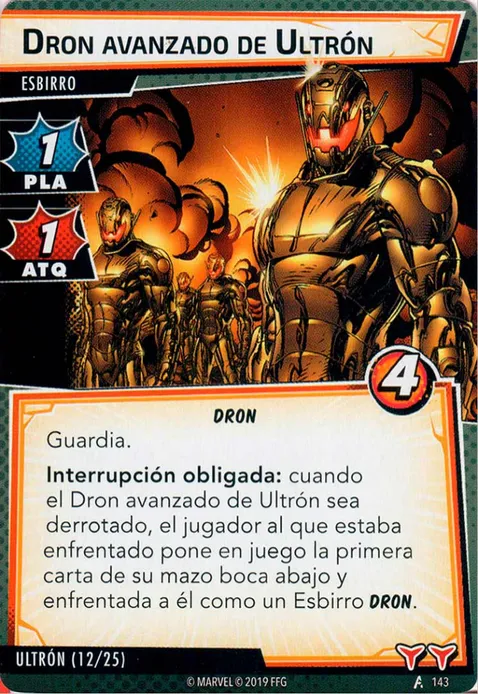 Dron avanzado de Ultrón
ESBIRRO
1
PLA
1
ATQ
4
DRON
Guardia.
Interrupción obligada: cuando
el Dron avanzado de Ultrón sea
derrotado, el jugador al que estaba
enfrentado pone en juego la primera
carta de su mazo boca abajo y
enfrentada a él como un Esbirro DRON.
ULTRÓN (12/25)
© MARVEL © 2019 FFG
143